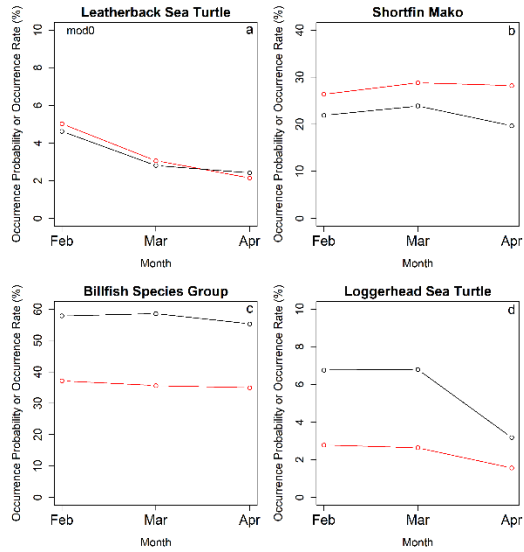 Leatherback Sea Turtle
mod0
a
Occurrence Probability or Occurrence Rate (%)
10
8
6
4
2
0
Feb
Mar
Apr
Month
Shortfin Mako
b
Occurrence Probability or Occurrence Rate (%)
40
30
20
10
0
Feb
Mar
Apr
Month
Billfish Species Group
c
Occurrence Probability or Occurrence Rate (%)
60
50
40
30
20
10
0
Feb
Mar
Apr
Month
Loggerhead Sea Turtle
d
Occurrence Probability or Occurrence Rate (%)
10
8
6
4
2
0
Feb
Mar
Apr
Month